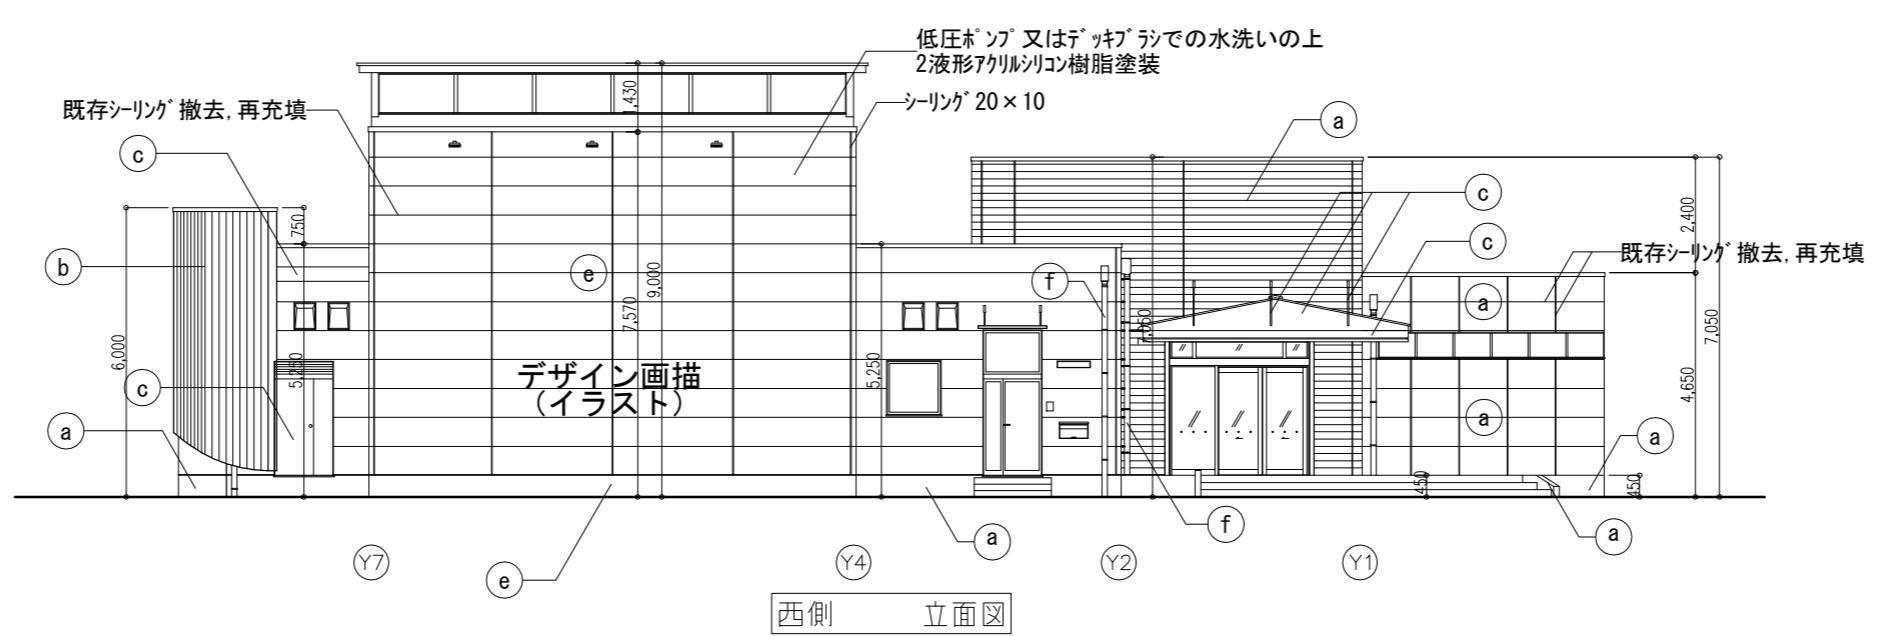 低圧ﾎﾟﾝﾌﾟ又はﾃﾞｯｷﾌﾞﾗｼでの水洗いの上
2液形ｱｸﾘﾙｼﾘｺﾝ樹脂塗装
既存ｼｰﾘﾝｸﾞ撤去,再充填
ｼｰﾘﾝｸﾞ20×10
1,430
a
c
c
2,400
750
c
既存ｼｰﾘﾝｸﾞ撤去,再充填
b
e
9,000
f
a
7,570
7,050
6,000
5,250
5,250
4,650
デザイン画描
(イラスト)
c
a
a
a
450
450
a
f
a
a
Y7
Y4
Y2
Y1
e
西側 立面図